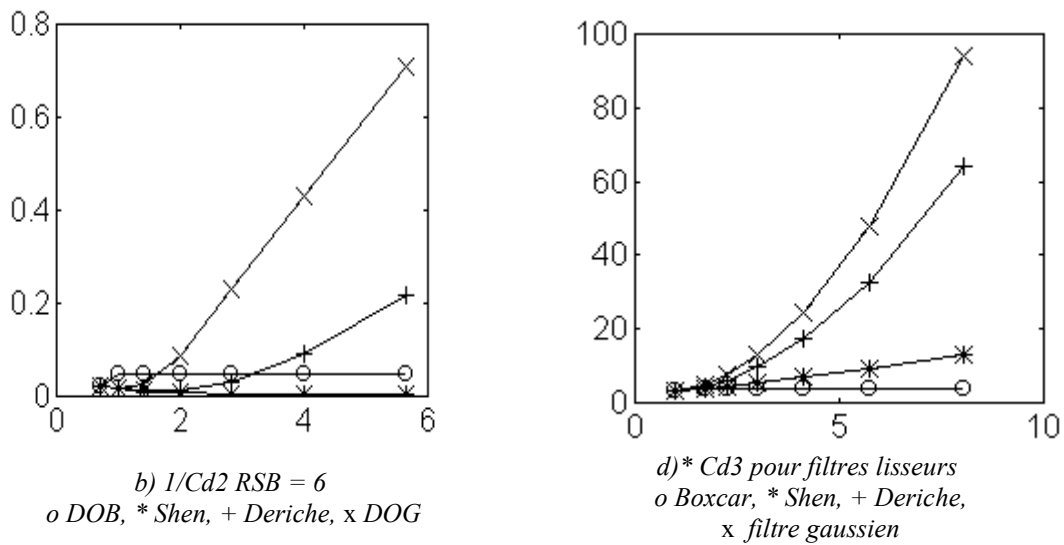 0.8
0.6
0.4
0.2
0
0 2 4 6
b) 1/Cd2 RSB = 6
o DOB, * Shen, + Deriche, x DOG
100
80
60
40
20
0
0 5 10
d)* Cd3 pour filtres lisseurs
o Boxcar, * Shen, + Deriche,
x filtre gaussien